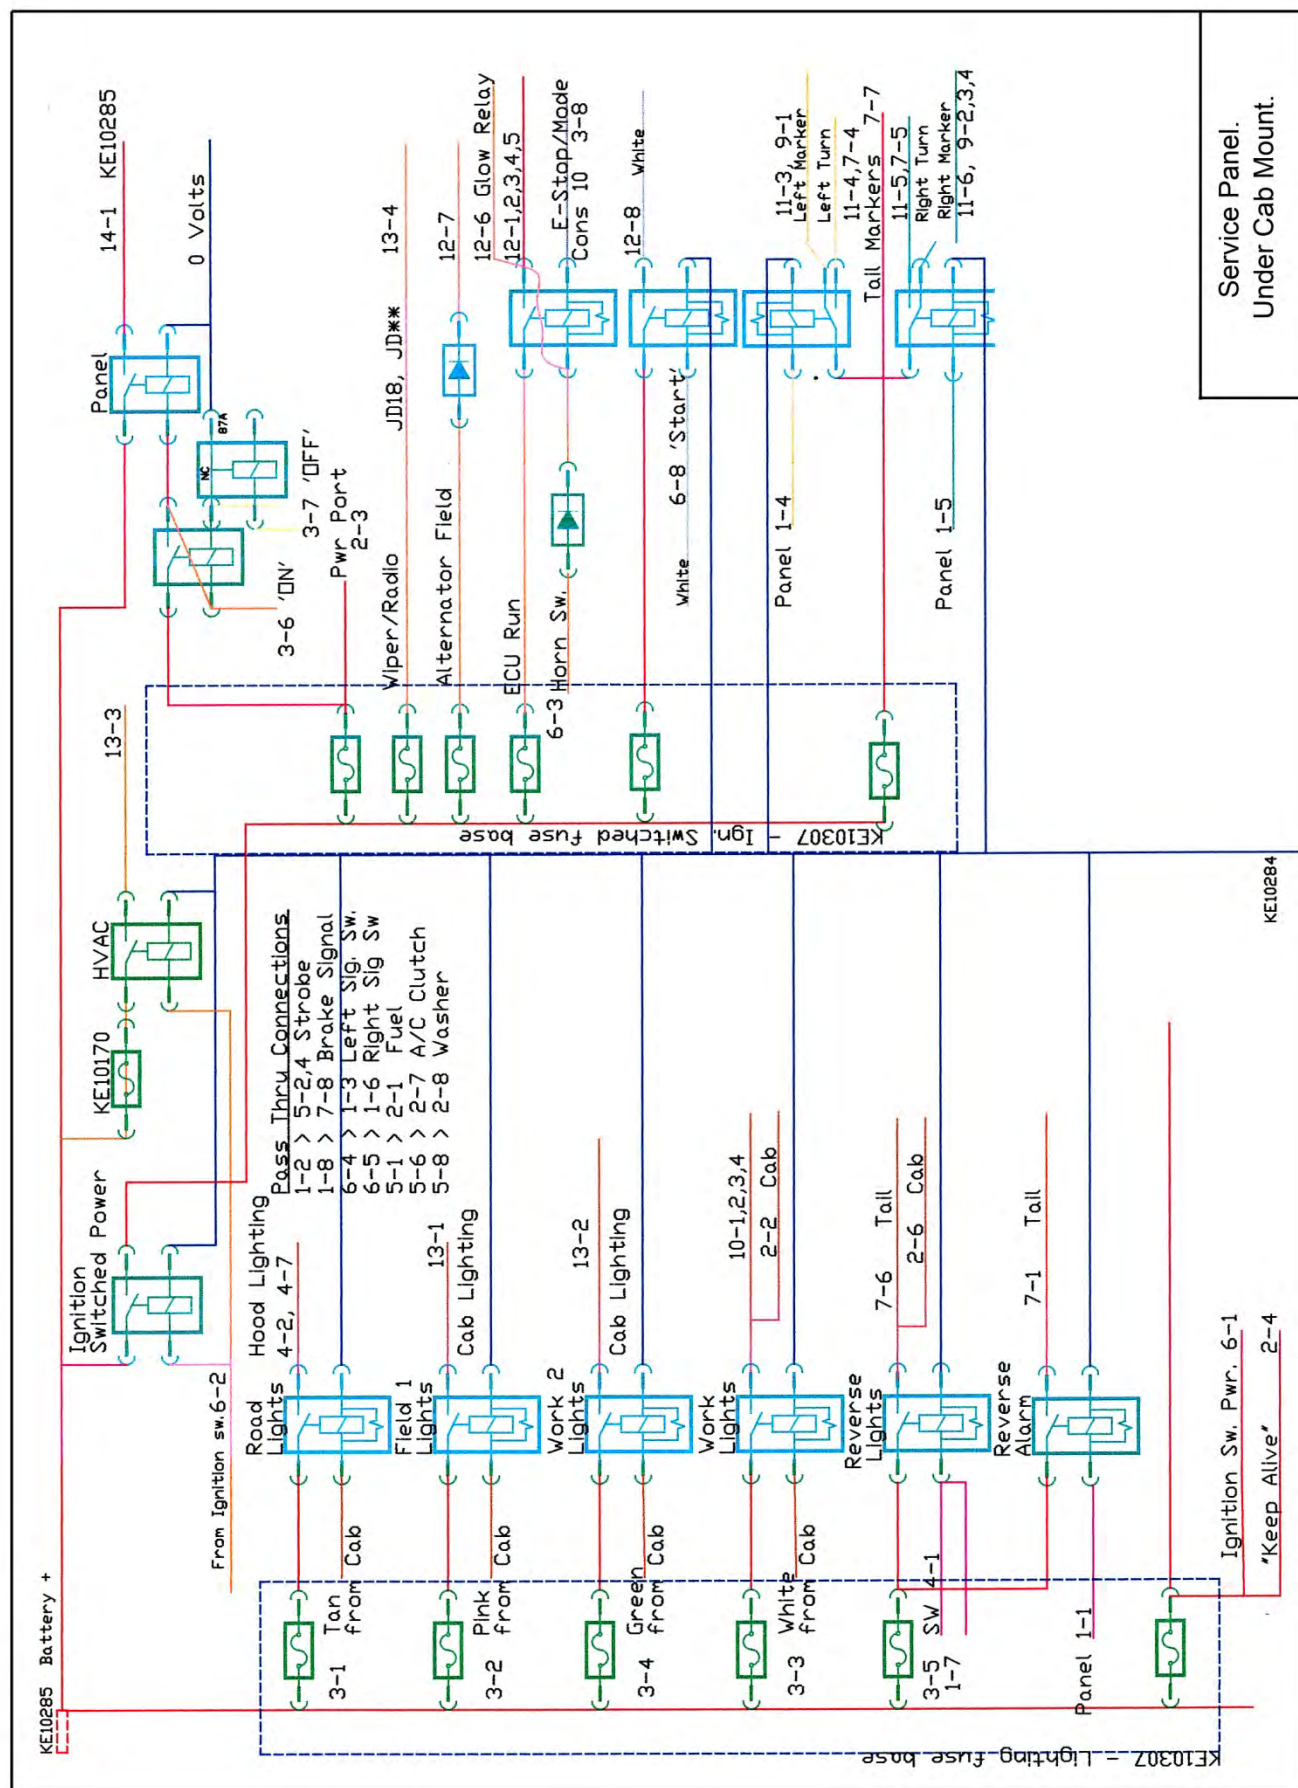 KE10285 Battery +
Ignition
Switched Power
KE10170
HVAC
13-3
Panel
14-1 KE10285
0 Volts
NC
87A
3-6 'ON'
3-7 'OFF'
Pwr Port
2-3
From Ignition sw.6-2
Road
Lights
Hood Lighting
4-2, 4-7
Tan
from Cab
3-1
Field 1
Lights
13-1
Cab Lighting
Pink
from Cab
3-2
Work 2
Lights
13-2
Cab Lighting
Green
from Cab
3-4
Work
Lights
10-1,2,3,4
2-2 Cab
White
from Cab
3-3
Reverse
Lights
7-6 Tail
2-6 Cab
SW 4-1
3-5
1-7
Reverse
Alarm
7-1 Tail
Panel 1-1
Ignition Sw. Pwr. 6-1
"Keep Alive" 2-4
KE10307 - Lighting fuse base
Pass Thru Connections
1-2 > 5-2,4 Strobe
1-8 > 7-8 Brake Signal
6-4 > 1-3 Left Sig. Sw.
6-5 > 1-6 Right Sig Sw
5-1 > 2-1 Fuel
5-6 > 2-7 A/C Clutch
5-8 > 2-8 Washer
KE10307 - Ign. Switched fuse base
Wiper/Radio
JD18, JD**
13-4
Alternator Field
12-7
ECU Run
12-6 Glow Relay
12-1,2,3,4,5
6-3 Horn Sw.
E-Stop/Mode
Cons 10 3-8
12-8 White
White 6-8 'Start'
Panel 1-4
11-3, 9-1
Left Marker
Left Turn
11-4,7-4
Tail Markers 7-7
11-5,7-5
Right Turn
Right Marker
11-6, 9-2,3,4
Panel 1-5
KE10284
Service Panel.
Under Cab Mount.